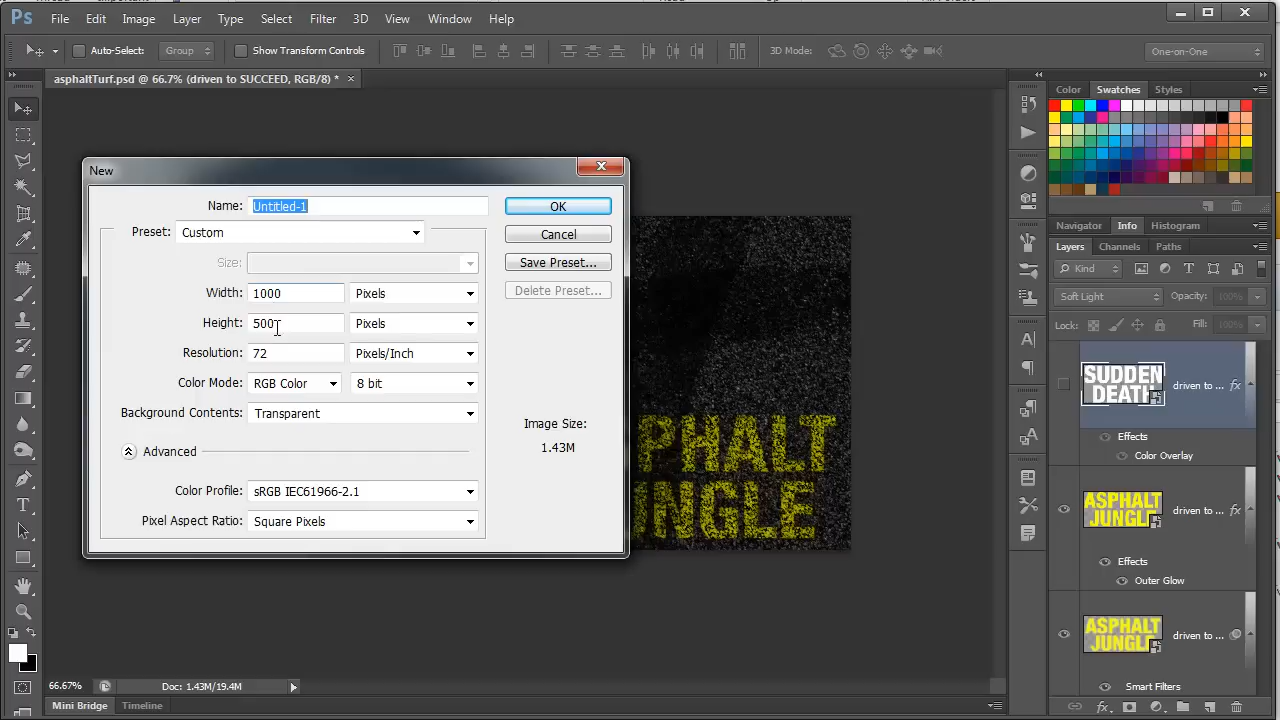 Ps File Edit Image Layer Type Select Filter 3D View Window Help
Auto-Select: Group Show Transform Controls 3D Mode: One-on-One
asphaltTurf.psd @ 66.7% (driven to SUCCEED, RGB/8) * ×
Color Swatches Styles
New
Name: Untitled-1 OK
Preset: Custom Cancel
Size: Save Preset...
Width: 1000 Pixels Delete Preset...
Height: 500 Pixels
Resolution: 72 Pixels/Inch
Color Mode: RGB Color 8 bit
Background Contents: Transparent
Image Size:
1.43M
Advanced
Color Profile: sRGB IEC61966-2.1
Pixel Aspect Ratio: Square Pixels
PHALT
NGLE
Navigator Info Histogram
Layers Channels Paths
Kind
Soft Light Opacity: 100%
Lock: Fill: 100%
SUDDEN
DEATH
driven to ... fx
Effects
Color Overlay
ASPHALT
JUNGLE
driven to ... fx
Effects
Outer Glow
ASPHALT
JUNGLE
driven to ...
Smart Filters
66.67% Doc: 1.43M/19.4M
Mini Bridge Timeline